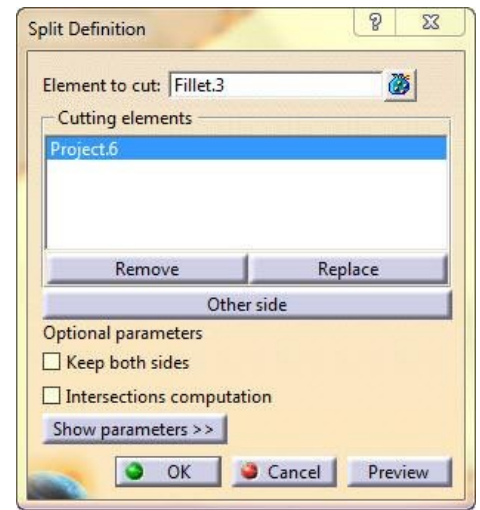 Split Definition
Element to cut: Fillet.3
Cutting elements
Project.6
Remove Replace
Other side
Optional parameters
Keep both sides
Intersections computation
Show parameters >>
OK Cancel Preview